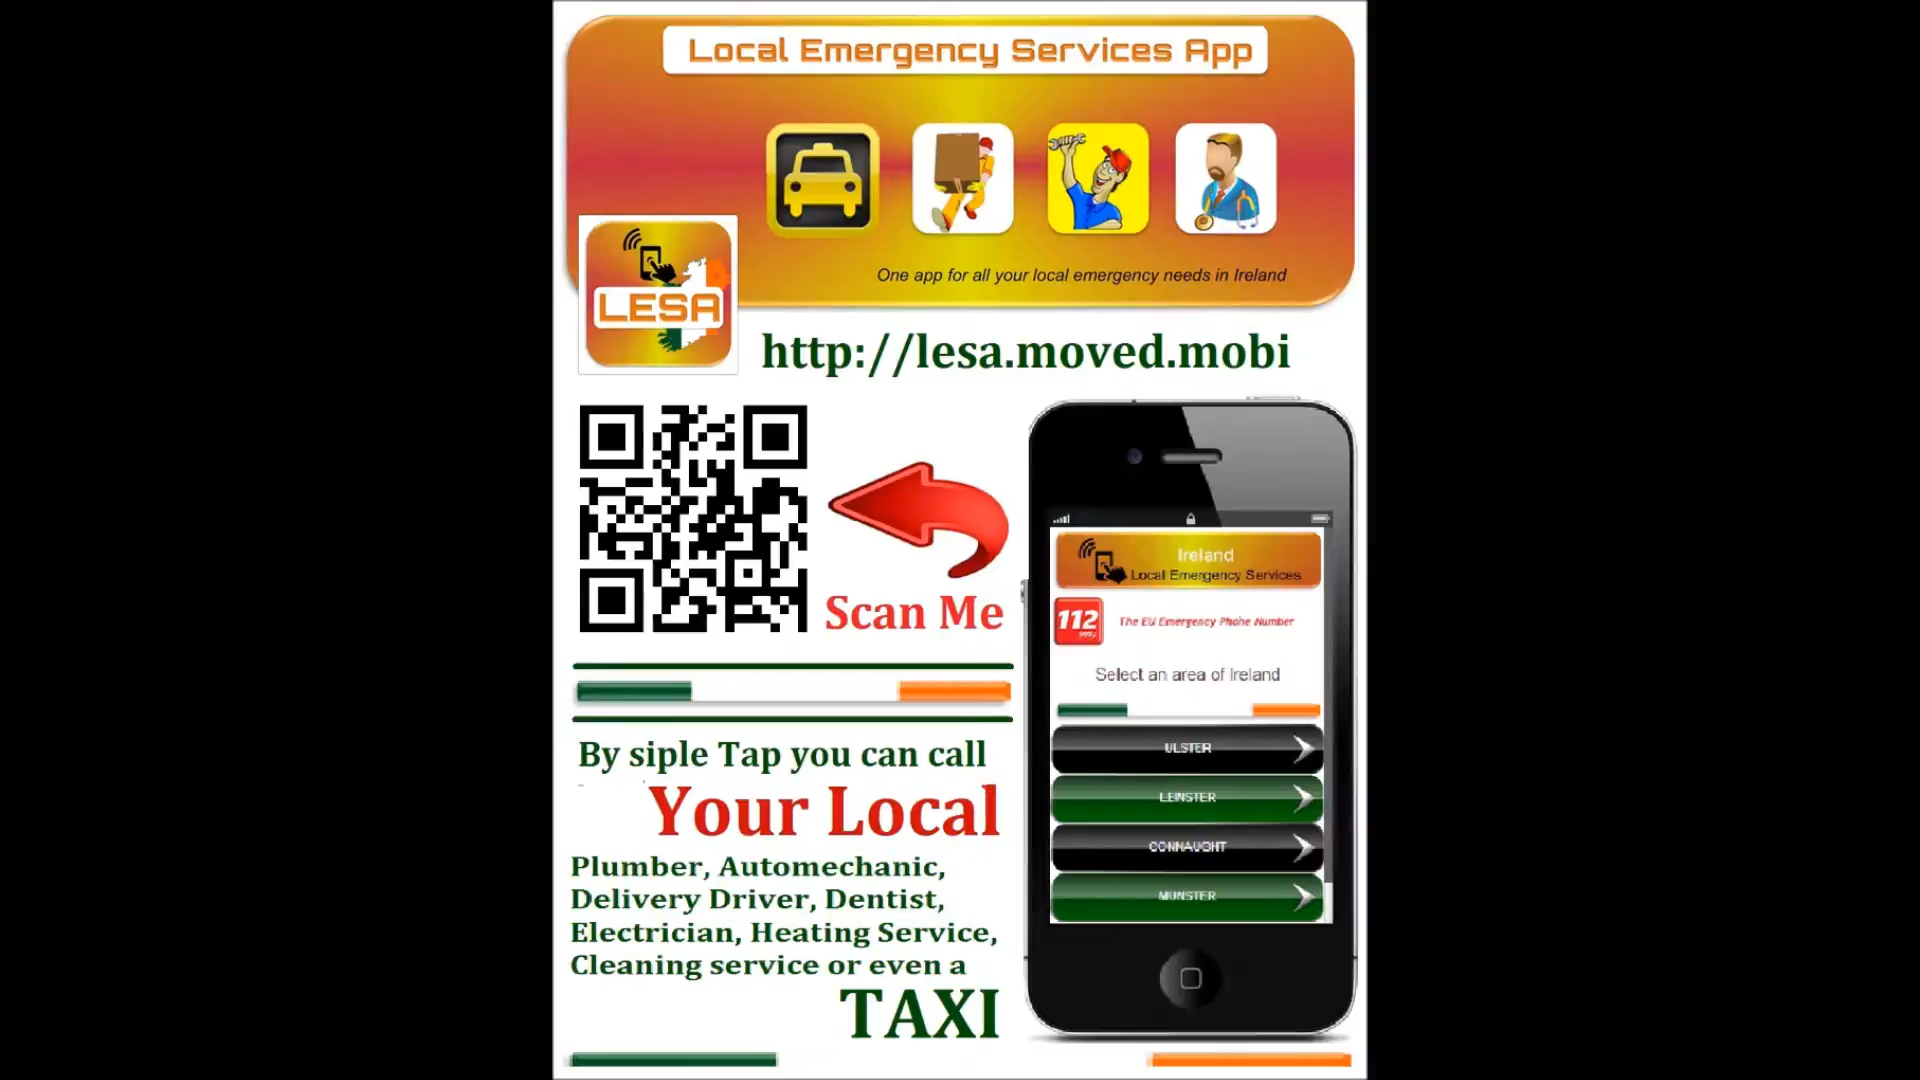 Local Emergency Services App
One app for all your local emergency needs in Ireland
LESA
http://lesa.moved.mobi
Scan Me
By siple Tap you can call
Your Local
Plumber, Automechanic,
Delivery Driver, Dentist,
Electrician, Heating Service,
Cleaning service or even a
TAXI
Ireland
Local Emergency Services
112
The EU Emergency Phone Number
Select an area of Ireland
ULSTER
LEINSTER
CONNAUGHT
MUNSTER